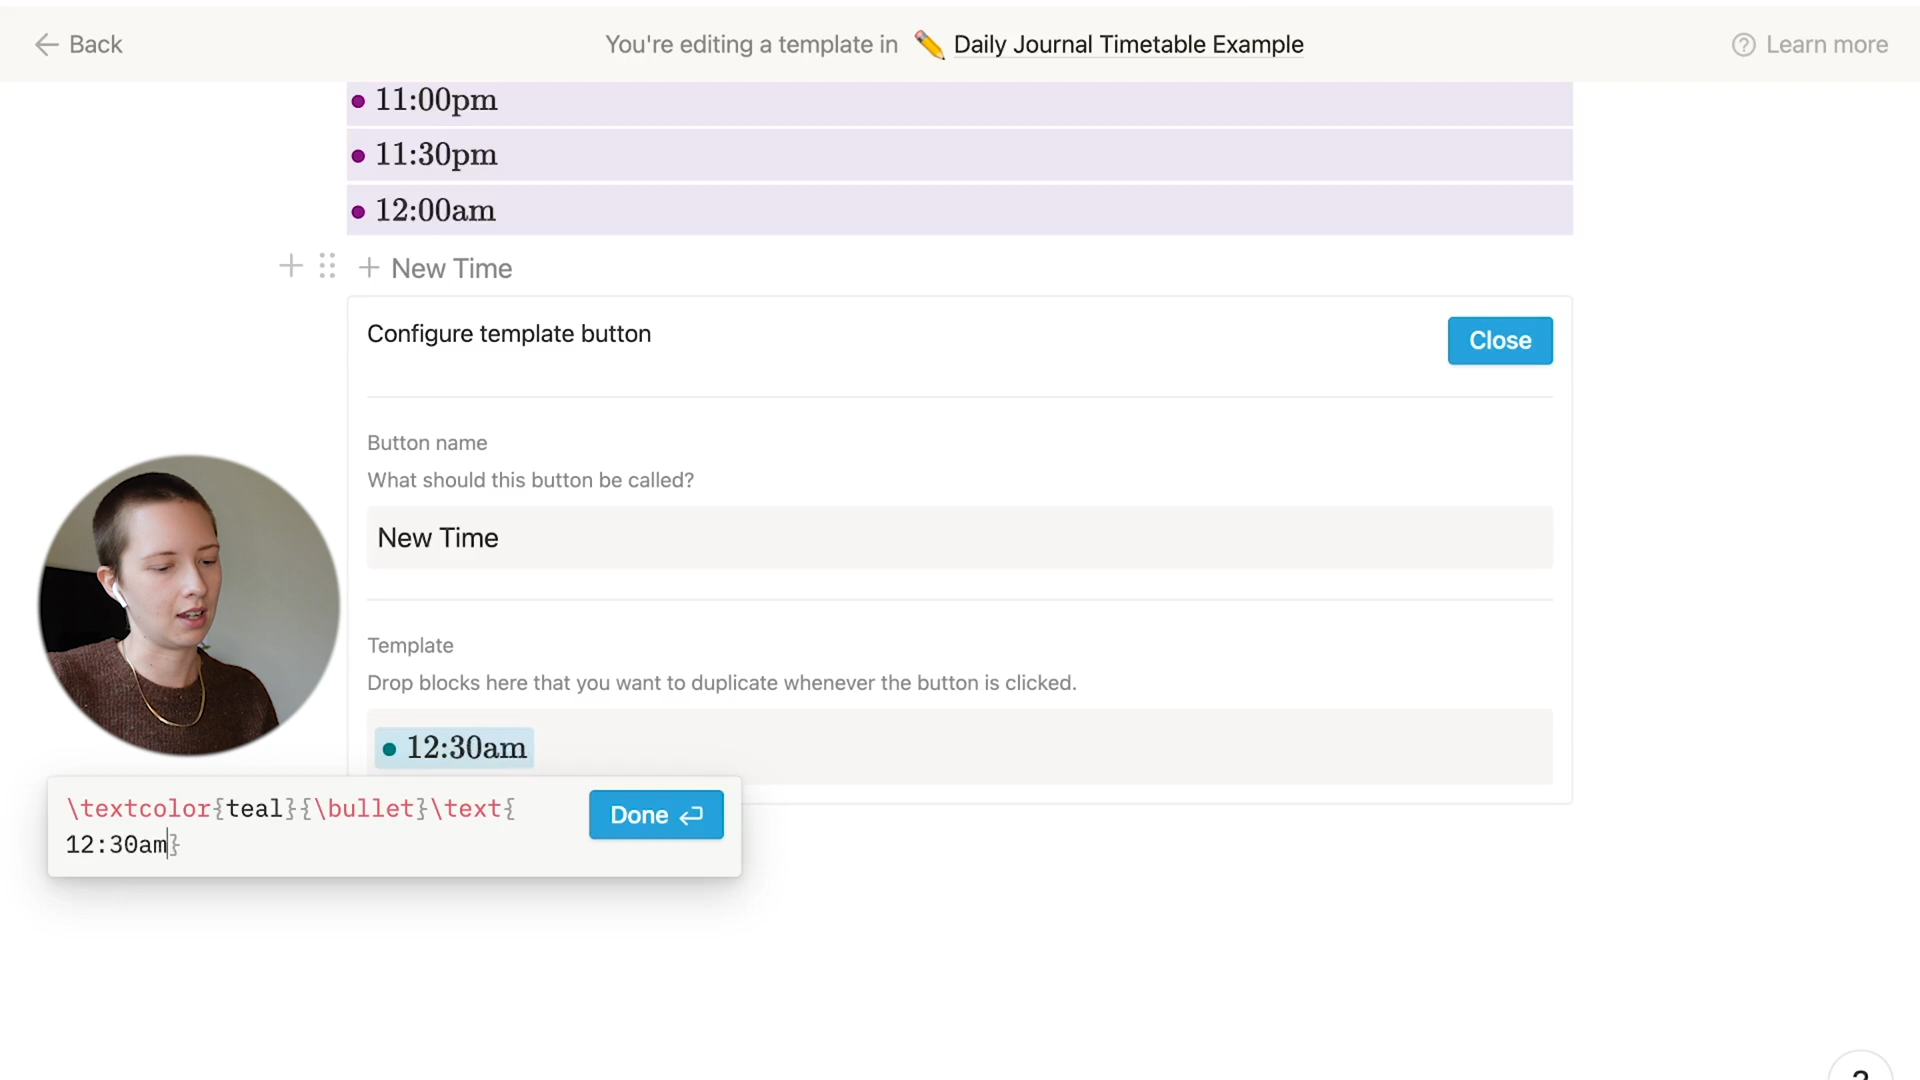 Back
You're editing a template in ✏️ Daily Journal Timetable Example
Learn more
• 11:00pm
• 11:30pm
• 12:00am
+ New Time
Configure template button
Close
Button name
What should this button be called?
New Time
Template
Drop blocks here that you want to duplicate whenever the button is clicked.
• 12:30am
\textcolor{teal}{\bullet}\text{
12:30am}
Done